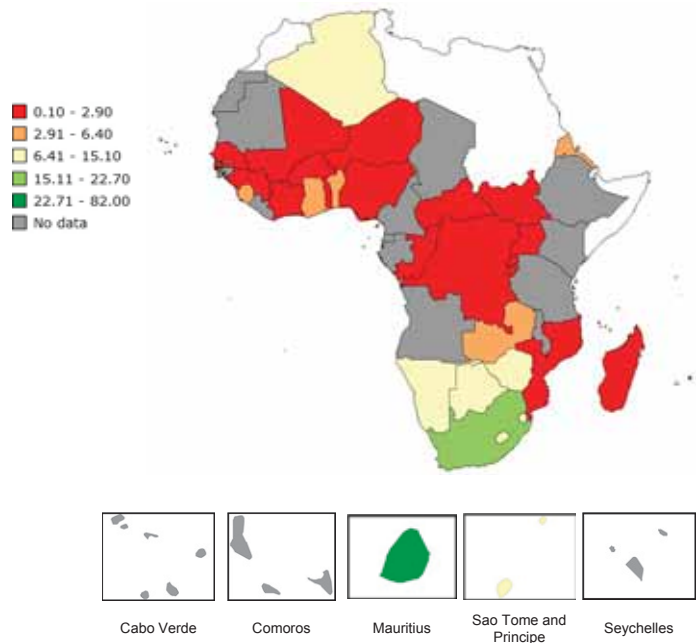 0.10 - 2.90
2.91 - 6.40
6.41 - 15.10
15.11 - 22.70
22.71 - 82.00
No data
Cabo Verde
Comoros
Mauritius
Sao Tome and
Principe
Seychelles